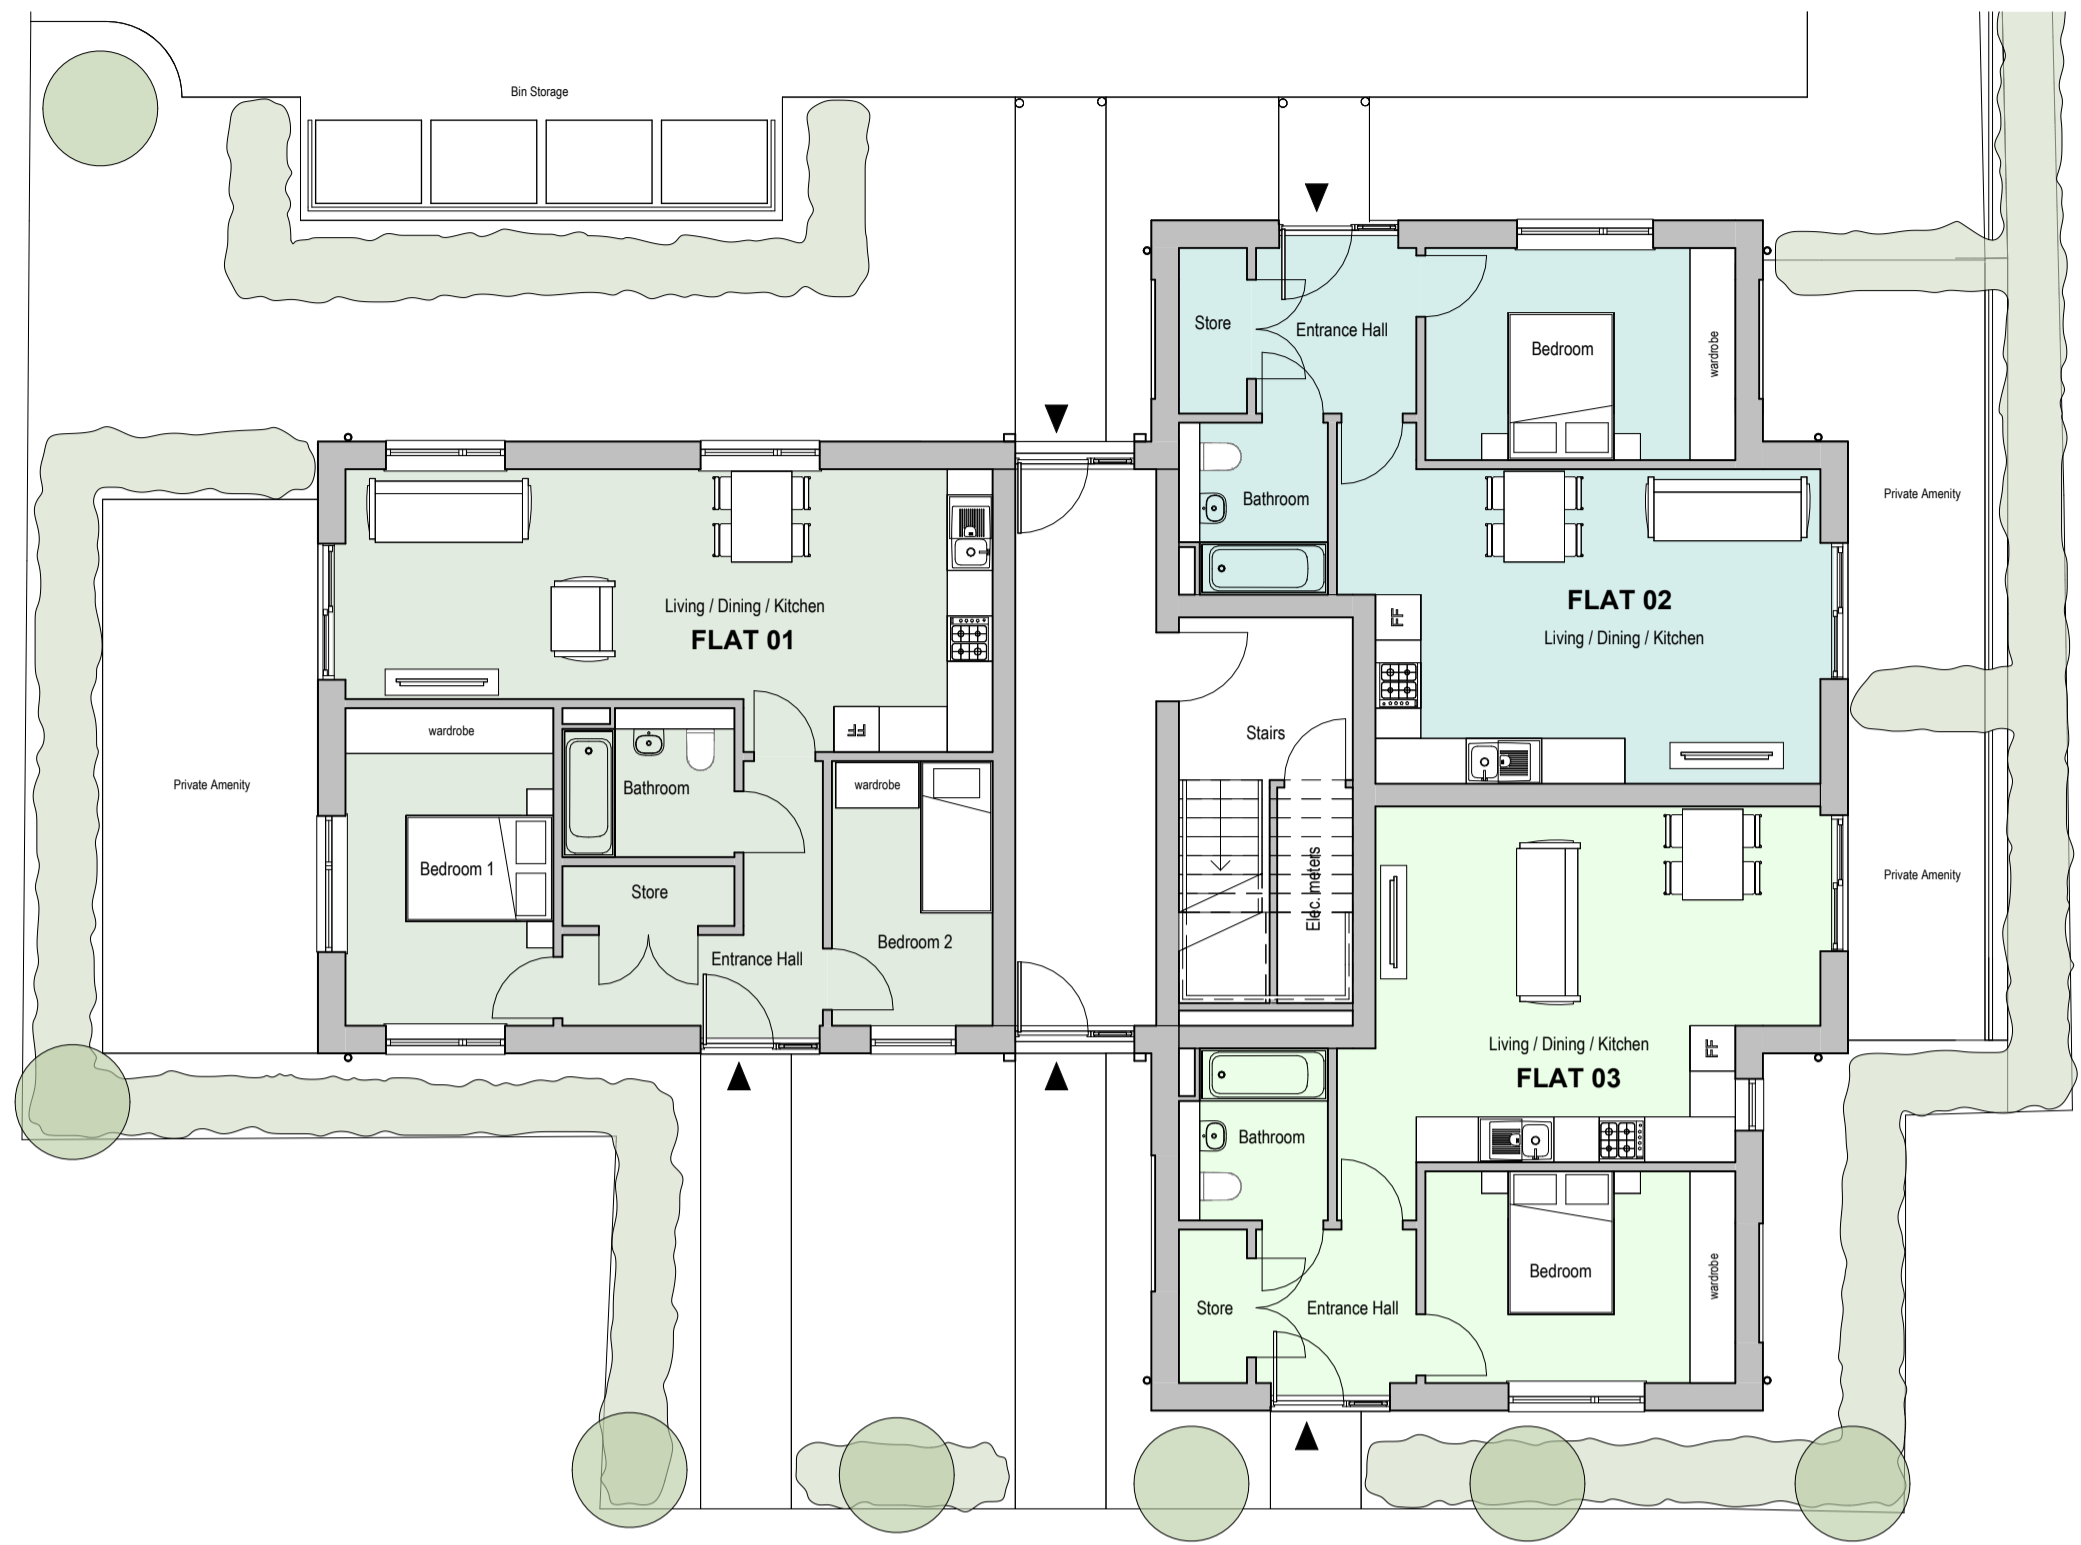 Bin Storage
Store
Entrance Hall
Bedroom
wardrobe
Bathroom
Private Amenity
FLAT 02
Living / Dining / Kitchen
FF
Living / Dining / Kitchen
FLAT 01
FF
Stairs
Elec. meters
wardrobe
Private Amenity
Bathroom
wardrobe
Bedroom 1
Store
Bedroom 2
Entrance Hall
Private Amenity
Living / Dining / Kitchen
FLAT 03
FF
Bathroom
Bedroom
wardrobe
Store
Entrance Hall